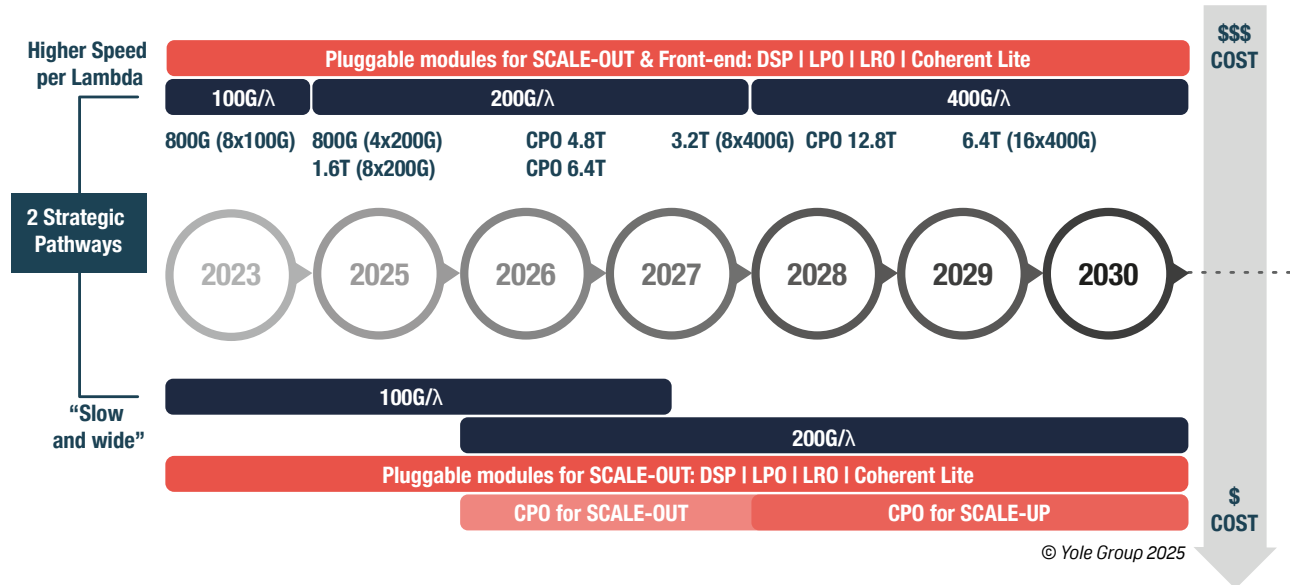 Higher Speed
per Lambda
Pluggable modules for SCALE-OUT & Front-end: DSP | LPO | LRO | Coherent Lite
$$$
COST
100G/λ
200G/λ
400G/λ
800G (8x100G)
800G (4x200G)
1.6T (8x200G)
CPO 4.8T
CPO 6.4T
3.2T (8x400G)
CPO 12.8T
6.4T (16x400G)
2 Strategic
Pathways
2023
2025
2026
2027
2028
2029
2030
“Slow
and wide”
100G/λ
200G/λ
Pluggable modules for SCALE-OUT: DSP | LPO | LRO | Coherent Lite
CPO for SCALE-OUT
CPO for SCALE-UP
$
COST
© Yole Group 2025